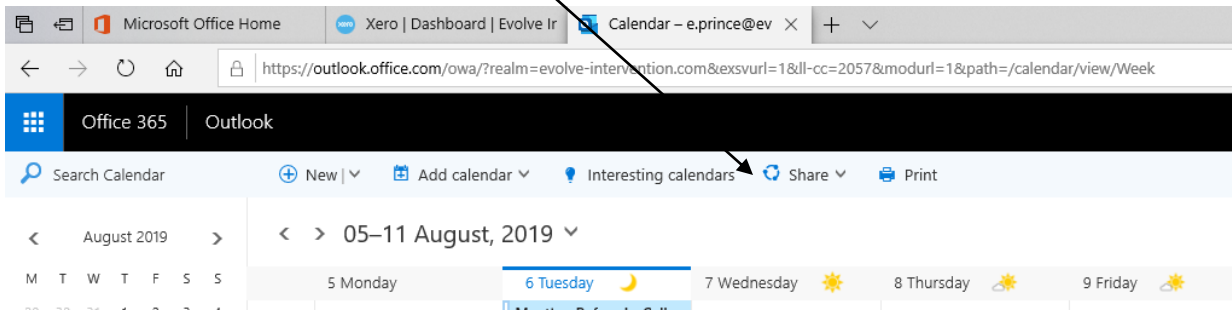 Microsoft Office Home
Xero | Dashboard | Evolve Ir
Calendar – e.prince@ev
https://outlook.office.com/owa/?realm=evolve-intervention.com&exsvurl=1&ll-cc=2057&modurl=1&path=/calendar/view/Week
Office 365 Outlook
Search Calendar
New | Add calendar Interesting calendars Share Print
August 2019 05–11 August, 2019
M T W T F S S 5 Monday 6 Tuesday 7 Wednesday 8 Thursday 9 Friday